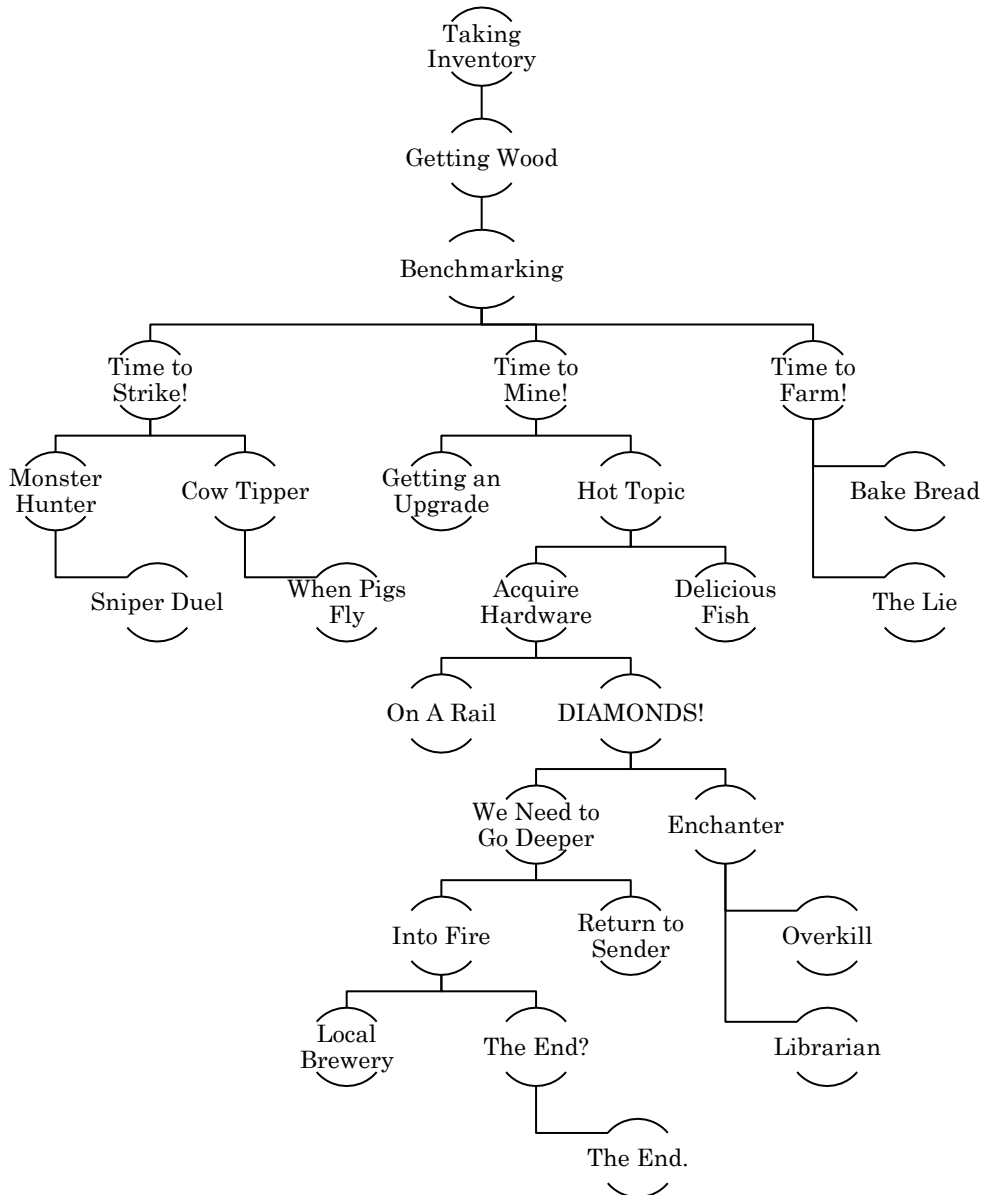 Taking
Inventory
Getting Wood
Benchmarking
Time to
Strike!
Time to
Mine!
Time to
Farm!
Monster
Hunter
Cow Tipper
Getting an
Upgrade
Hot Topic
Bake Bread
Sniper Duel
When Pigs
Fly
Acquire
Hardware
Delicious
Fish
The Lie
On A Rail
DIAMONDS!
We Need to
Go Deeper
Enchanter
Into Fire
Return to
Sender
Overkill
Local
Brewery
The End?
Librarian
The End.